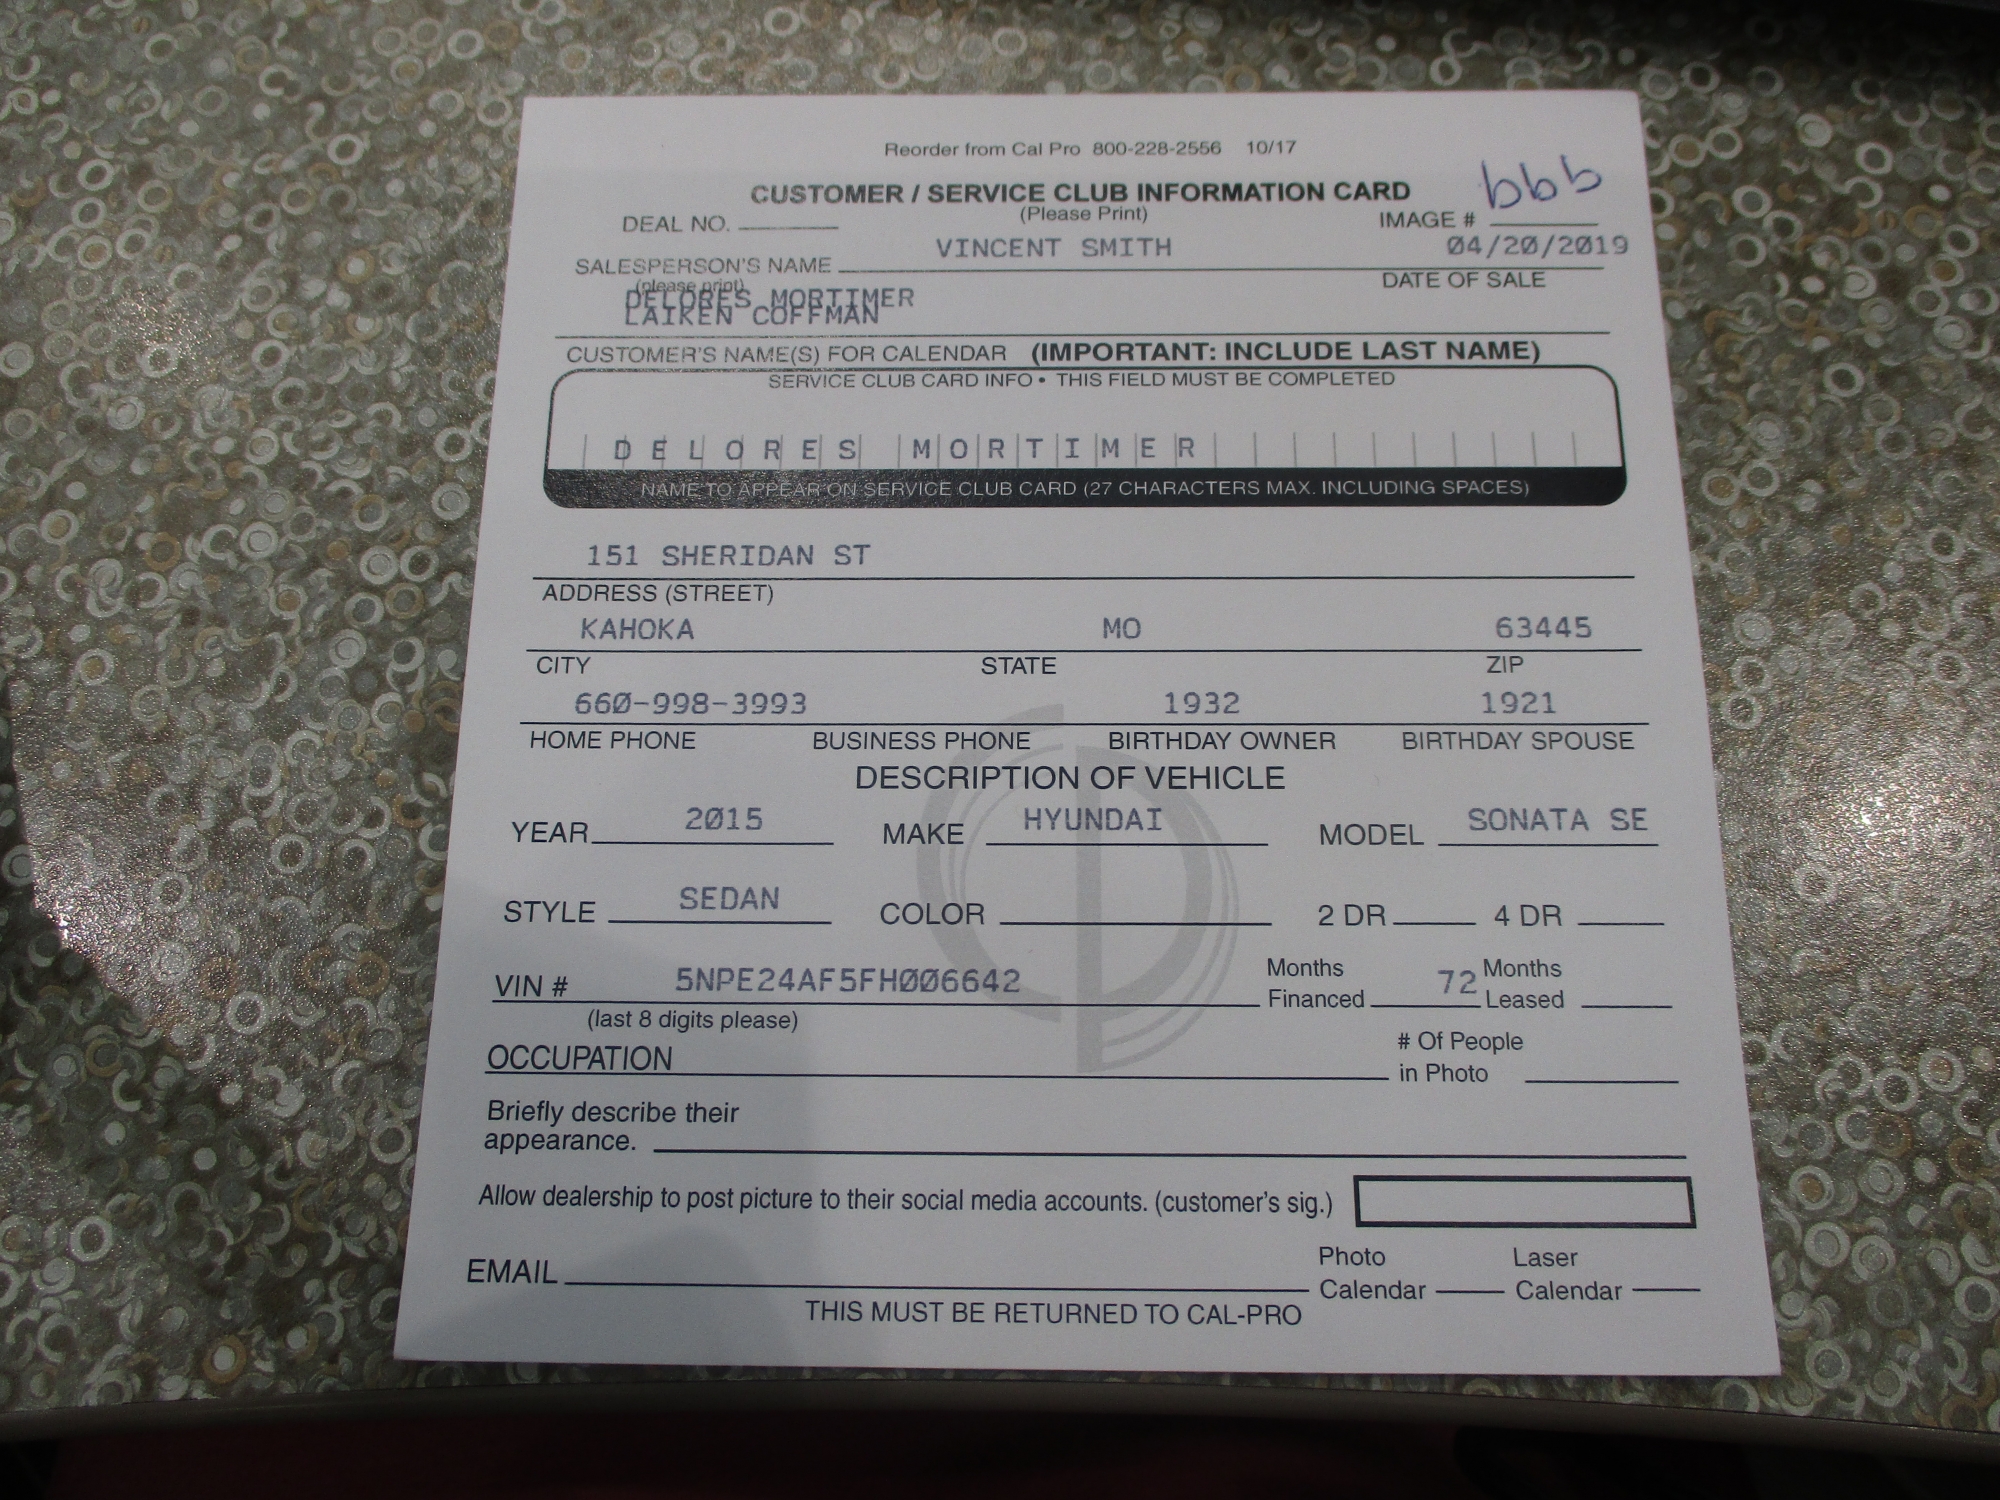 Reorder from Cal Pro 800-228-2556 10/17
CUSTOMER / SERVICE CLUB INFORMATION CARD
(Please Print)
DEAL NO. IMAGE # 666
VINCENT SMITH 04/20/2019
SALESPERSON'S NAME DATE OF SALE
(please print)
DELORES MORTIMER
LAIKEN COFFMAN
CUSTOMER'S NAME(S) FOR CALENDAR (IMPORTANT: INCLUDE LAST NAME)
SERVICE CLUB CARD INFO • THIS FIELD MUST BE COMPLETED
DELORES MORTIMER
NAME TO APPEAR ON SERVICE CLUB CARD (27 CHARACTERS MAX. INCLUDING SPACES)
151 SHERIDAN ST
ADDRESS (STREET)
KAHOKA MO 63445
CITY STATE ZIP
660-998-3993 1932 1921
HOME PHONE BUSINESS PHONE BIRTHDAY OWNER BIRTHDAY SPOUSE
DESCRIPTION OF VEHICLE
YEAR 2015 MAKE HYUNDAI MODEL SONATA SE
STYLE SEDAN COLOR 2 DR 4 DR
VIN # 5NPE24AF5FH006642 Months Financed 72 Months Leased
(last 8 digits please)
OCCUPATION # Of People in Photo
Briefly describe their
appearance.
Allow dealership to post picture to their social media accounts. (customer's sig.)
EMAIL Photo Calendar Laser Calendar
THIS MUST BE RETURNED TO CAL-PRO